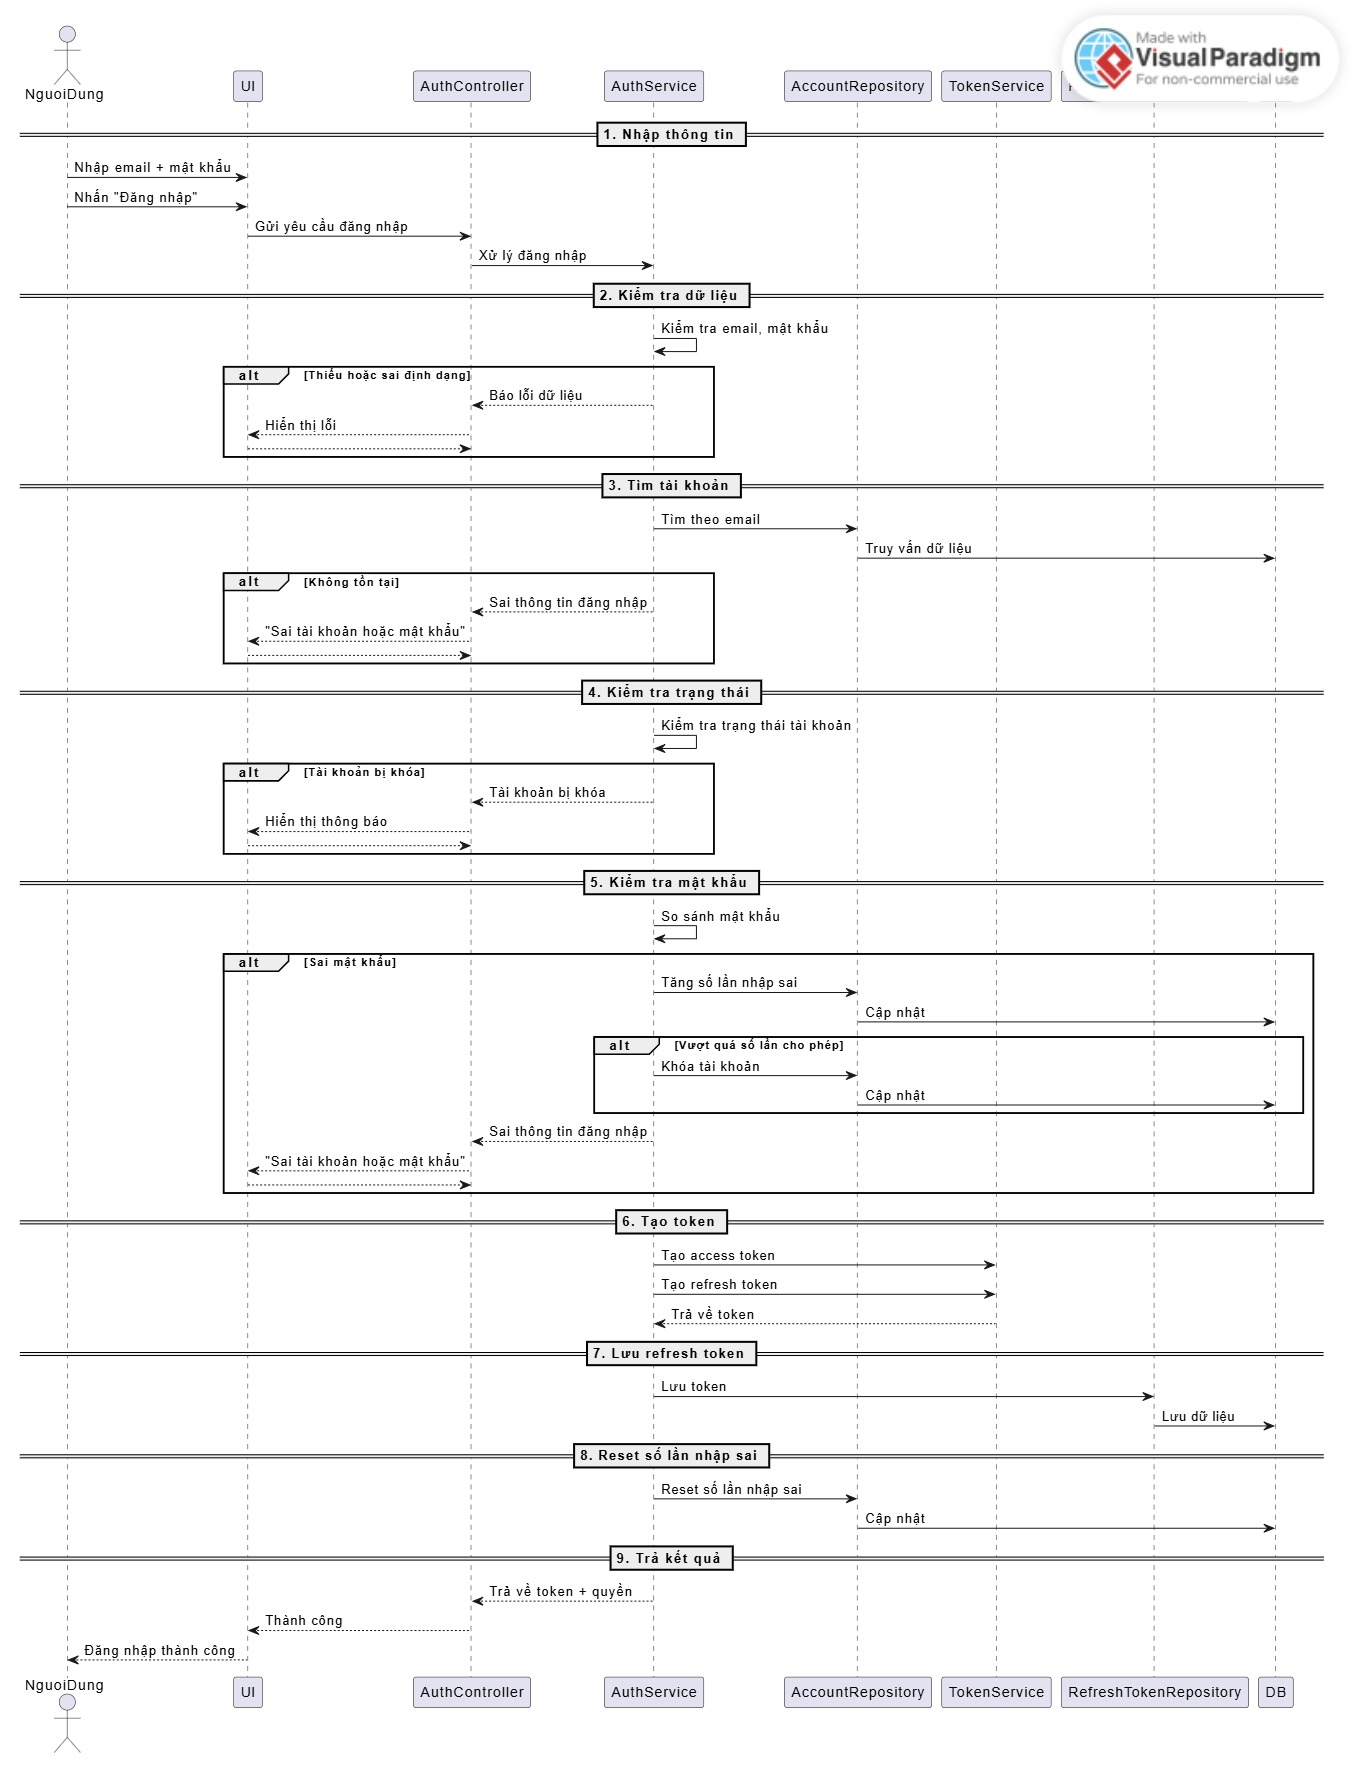 Made with
Visual Paradigm
For non-commercial use
NguoiDung
UI
AuthController
AuthService
AccountRepository
TokenService
1. Nhập thông tin
Nhập email + mật khẩu
Nhấn "Đăng nhập"
Gửi yêu cầu đăng nhập
Xử lý đăng nhập
2. Kiểm tra dữ liệu
Kiểm tra email, mật khẩu
alt [Thiếu hoặc sai định dạng]
Báo lỗi dữ liệu
Hiển thị lỗi
3. Tìm tài khoản
Tìm theo email
Truy vấn dữ liệu
alt [Không tồn tại]
Sai thông tin đăng nhập
"Sai tài khoản hoặc mật khẩu"
4. Kiểm tra trạng thái
Kiểm tra trạng thái tài khoản
alt [Tài khoản bị khóa]
Tài khoản bị khóa
Hiển thị thông báo
5. Kiểm tra mật khẩu
So sánh mật khẩu
alt [Sai mật khẩu]
Tăng số lần nhập sai
Cập nhật
alt [Vượt quá số lần cho phép]
Khóa tài khoản
Cập nhật
Sai thông tin đăng nhập
"Sai tài khoản hoặc mật khẩu"
6. Tạo token
Tạo access token
Tạo refresh token
Trả về token
7. Lưu refresh token
Lưu token
Lưu dữ liệu
8. Reset số lần nhập sai
Reset số lần nhập sai
Cập nhật
9. Trả kết quả
Trả về token + quyền
Thành công
Đăng nhập thành công
NguoiDung
UI
AuthController
AuthService
AccountRepository
TokenService
RefreshTokenRepository
DB